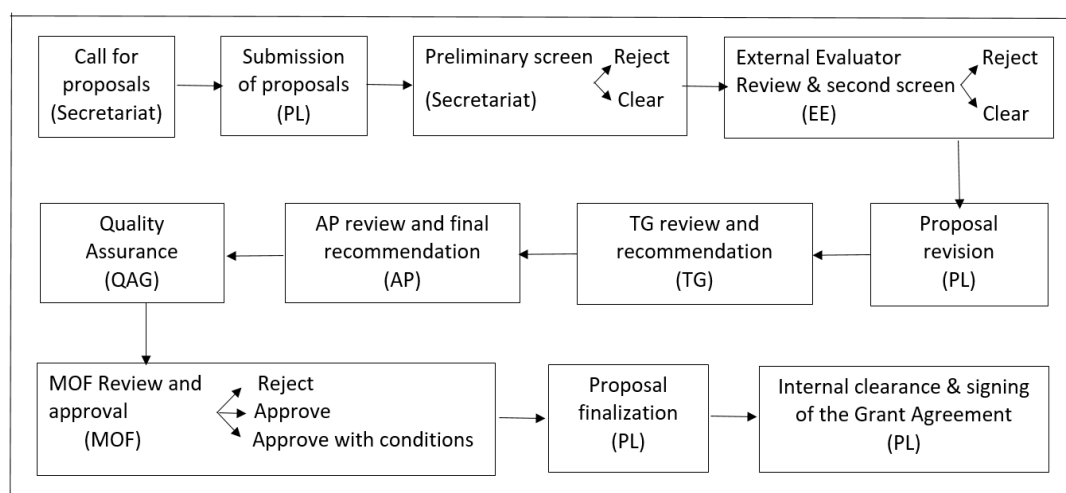 Call for
proposals
(Secretariat)
Submission
of proposals
(PL)
Preliminary screen
(Secretariat)
Reject
Clear
External Evaluator
Review & second screen
(EE)
Reject
Clear
Proposal
revision
(PL)
TG review and
recommendation
(TG)
AP review and final
recommendation
(AP)
Quality
Assurance
(QAG)
MOF Review and
approval
(MOF)
Reject
Approve
Approve with conditions
Proposal
finalization
(PL)
Internal clearance & signing
of the Grant Agreement
(PL)